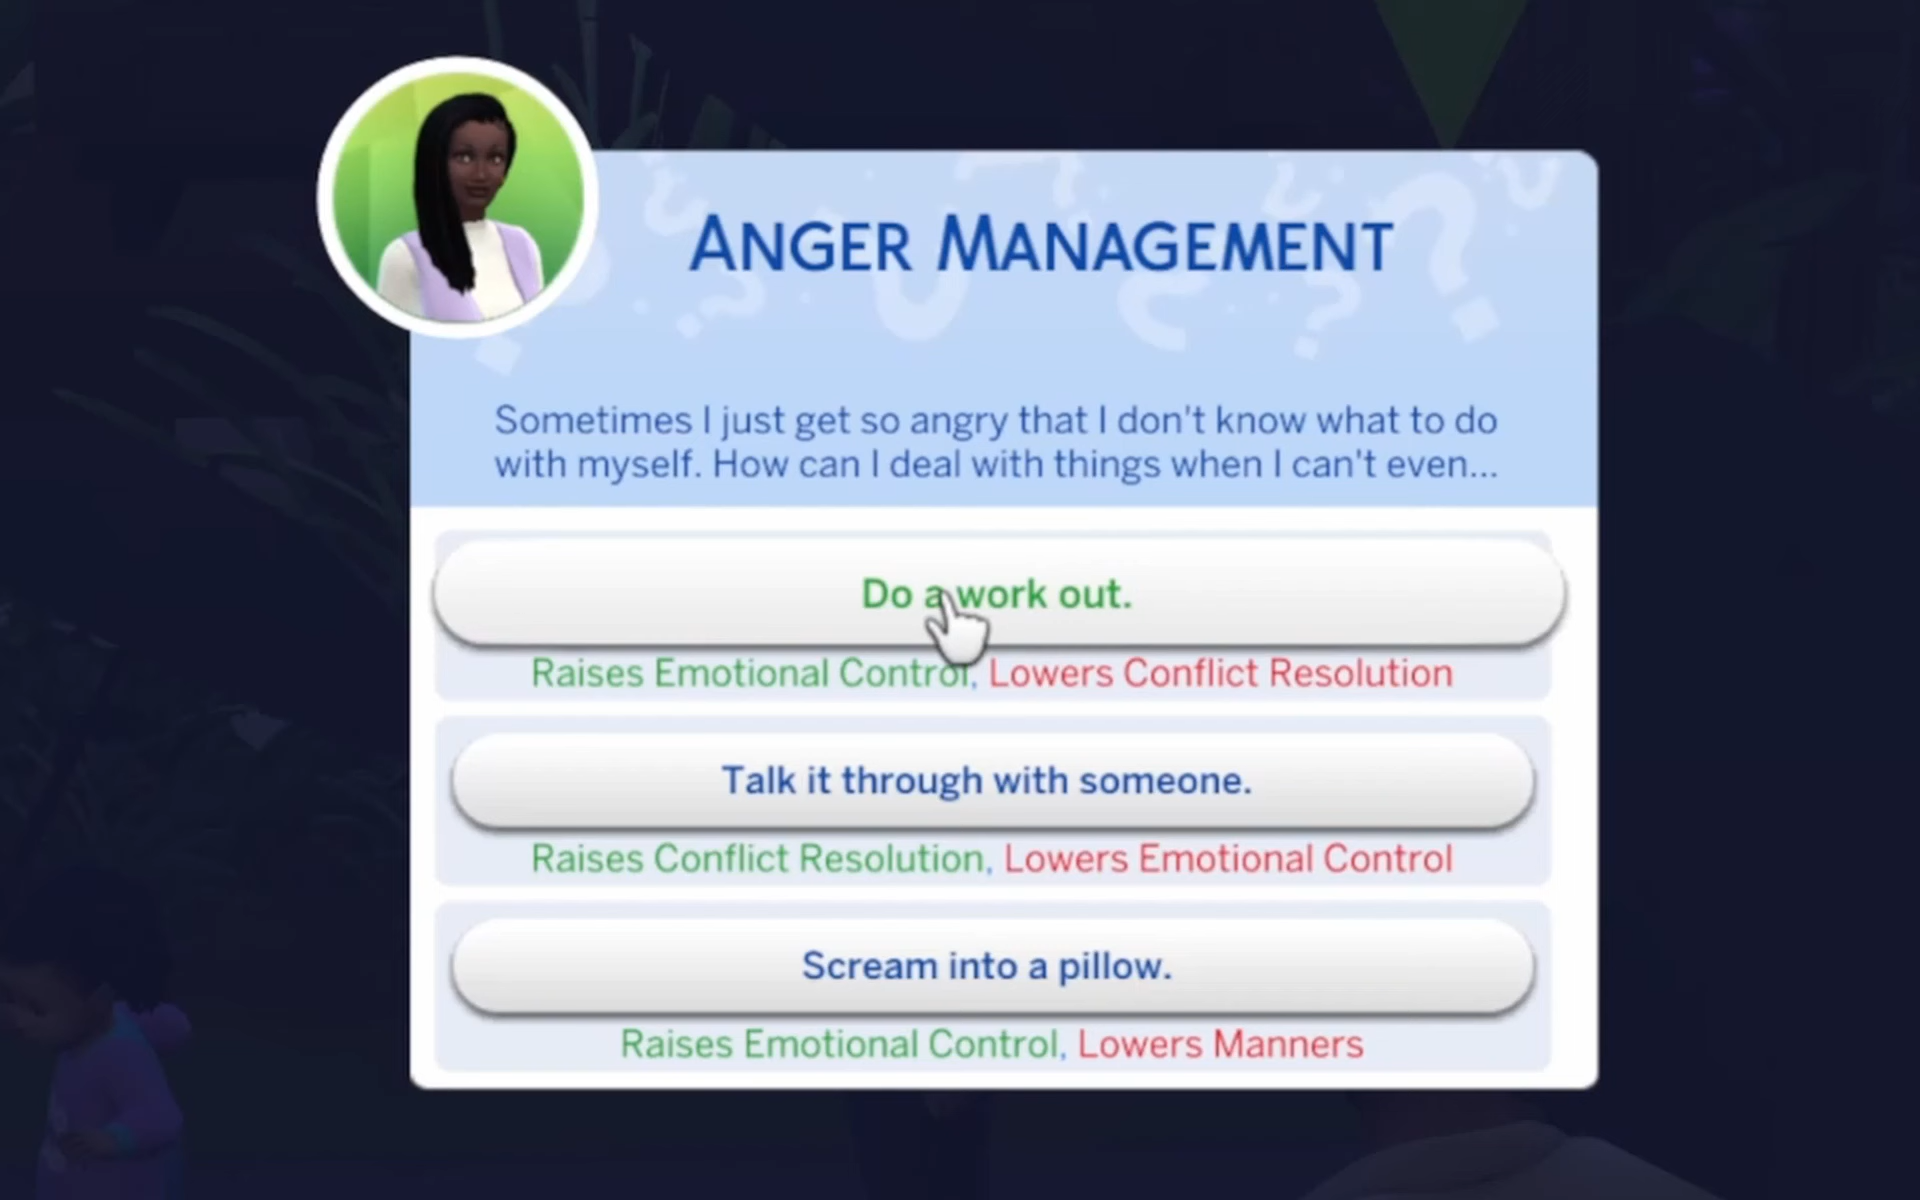 ANGER MANAGEMENT
Sometimes I just get so angry that I don't know what to do
with myself. How can I deal with things when I can't even...
Do a work out.
Raises Emotional Control, Lowers Conflict Resolution
Talk it through with someone.
Raises Conflict Resolution, Lowers Emotional Control
Scream into a pillow.
Raises Emotional Control, Lowers Manners